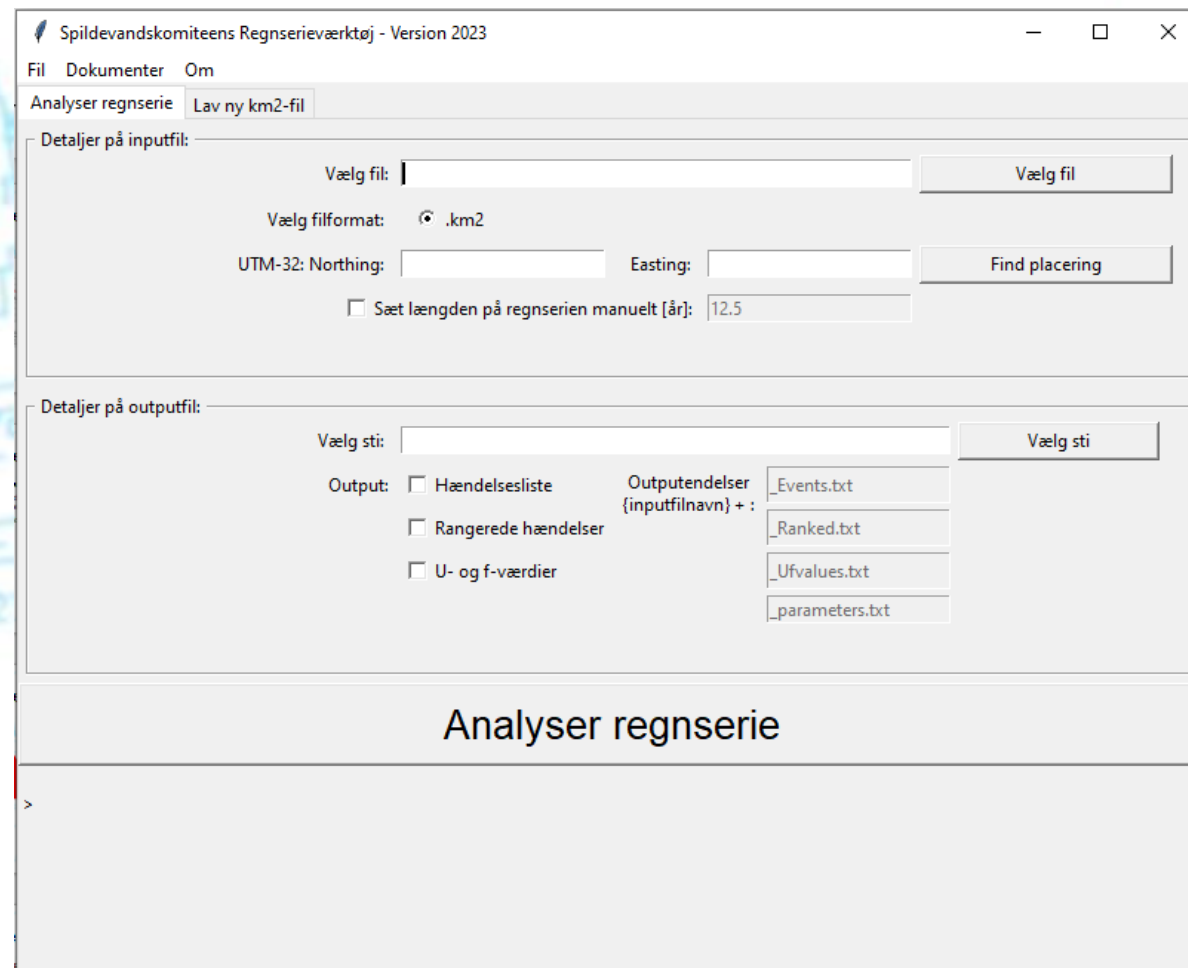 Spildevandskomiteens Regnserieværktøj - Version 2023
Fil Dokumenter Om
Analyser regnserie Lav ny km2-fil
Detaljer på inputfil:
Vælg fil: Vælg fil
Vælg filformat: .km2
UTM-32: Northing: Easting: Find placering
Sæt længden på regnserien manuelt [år]: 12.5
Detaljer på outputfil:
Vælg sti: Vælg sti
Output: Hændelsesliste Outputendelser _Events.txt
{inputfilnavn} + :
Rangerede hændelser _Ranked.txt
U- og f-værdier _Ufvalues.txt
_parameters.txt
Analyser regnserie
>